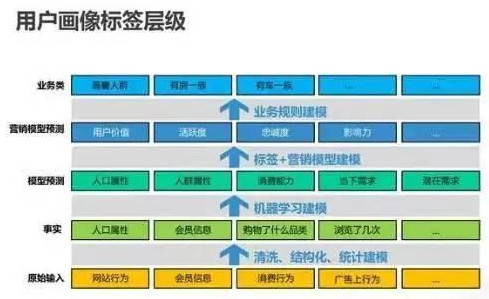 用户画像标签层级
业务类 高奢人群 有房一族 有车一族 ... ...
业务规则建模
营销模型预测 用户价值 活跃度 忠诚度 影响力 ...
标签+营销模型建模
模型预测 人口属性 人群属性 消费能力 当下需求 潜在需求
机器学习建模
事实 人口属性 会员信息 购物了什么品类 浏览了几次 ...
清洗、结构化、统计建模
原始输入 网站行为 会员信息 消费行为 广告上行为 ...